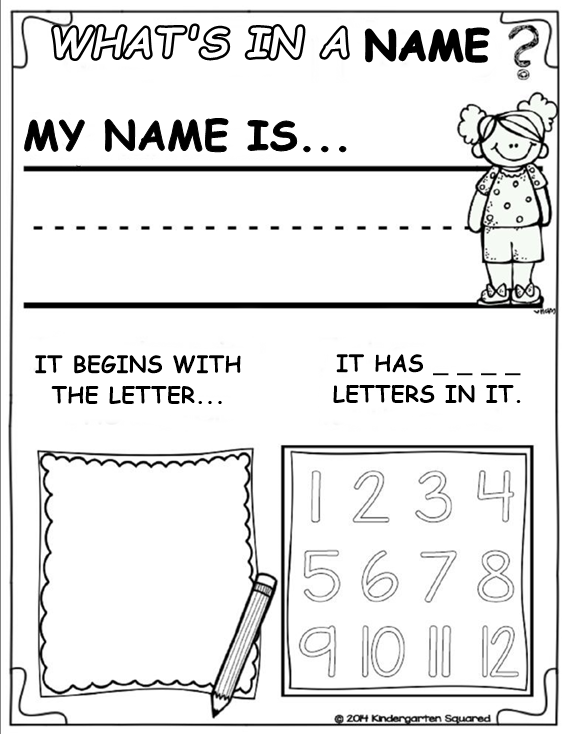 WHAT'S IN A NAME ?
MY NAME IS...
IT BEGINS WITH
THE LETTER...
IT HAS _ _ _ _
LETTERS IN IT.
1 2 3 4
5 6 7 8
9 10 11 12
© 2014 Kindergarten Squared